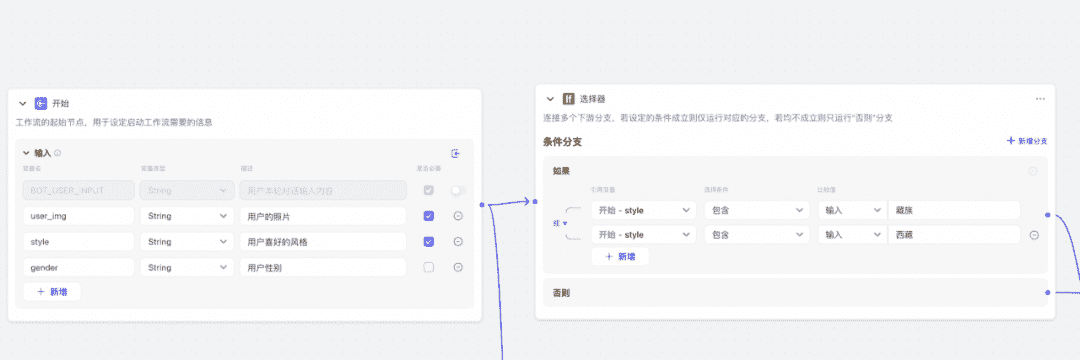 开始
工作流的起始节点，用于设定启动工作流需要的信息
输入
变量名 变量类型 描述 是否必要
BOT_USER_INPUT String 用户本轮对话输入内容
user_img String 用户的照片
style String 用户喜好的风格
gender String 用户性别
+ 新增
If 选择器
连接多个下游分支，若设定的条件成立则仅运行对应的分支，若均不成立则只运行“否则”分支
条件分支 + 新增分支
如果
引用变量 选择条件 比较值
开始 - style 包含 输入 藏族
或
开始 - style 包含 输入 西藏
+ 新增
否则